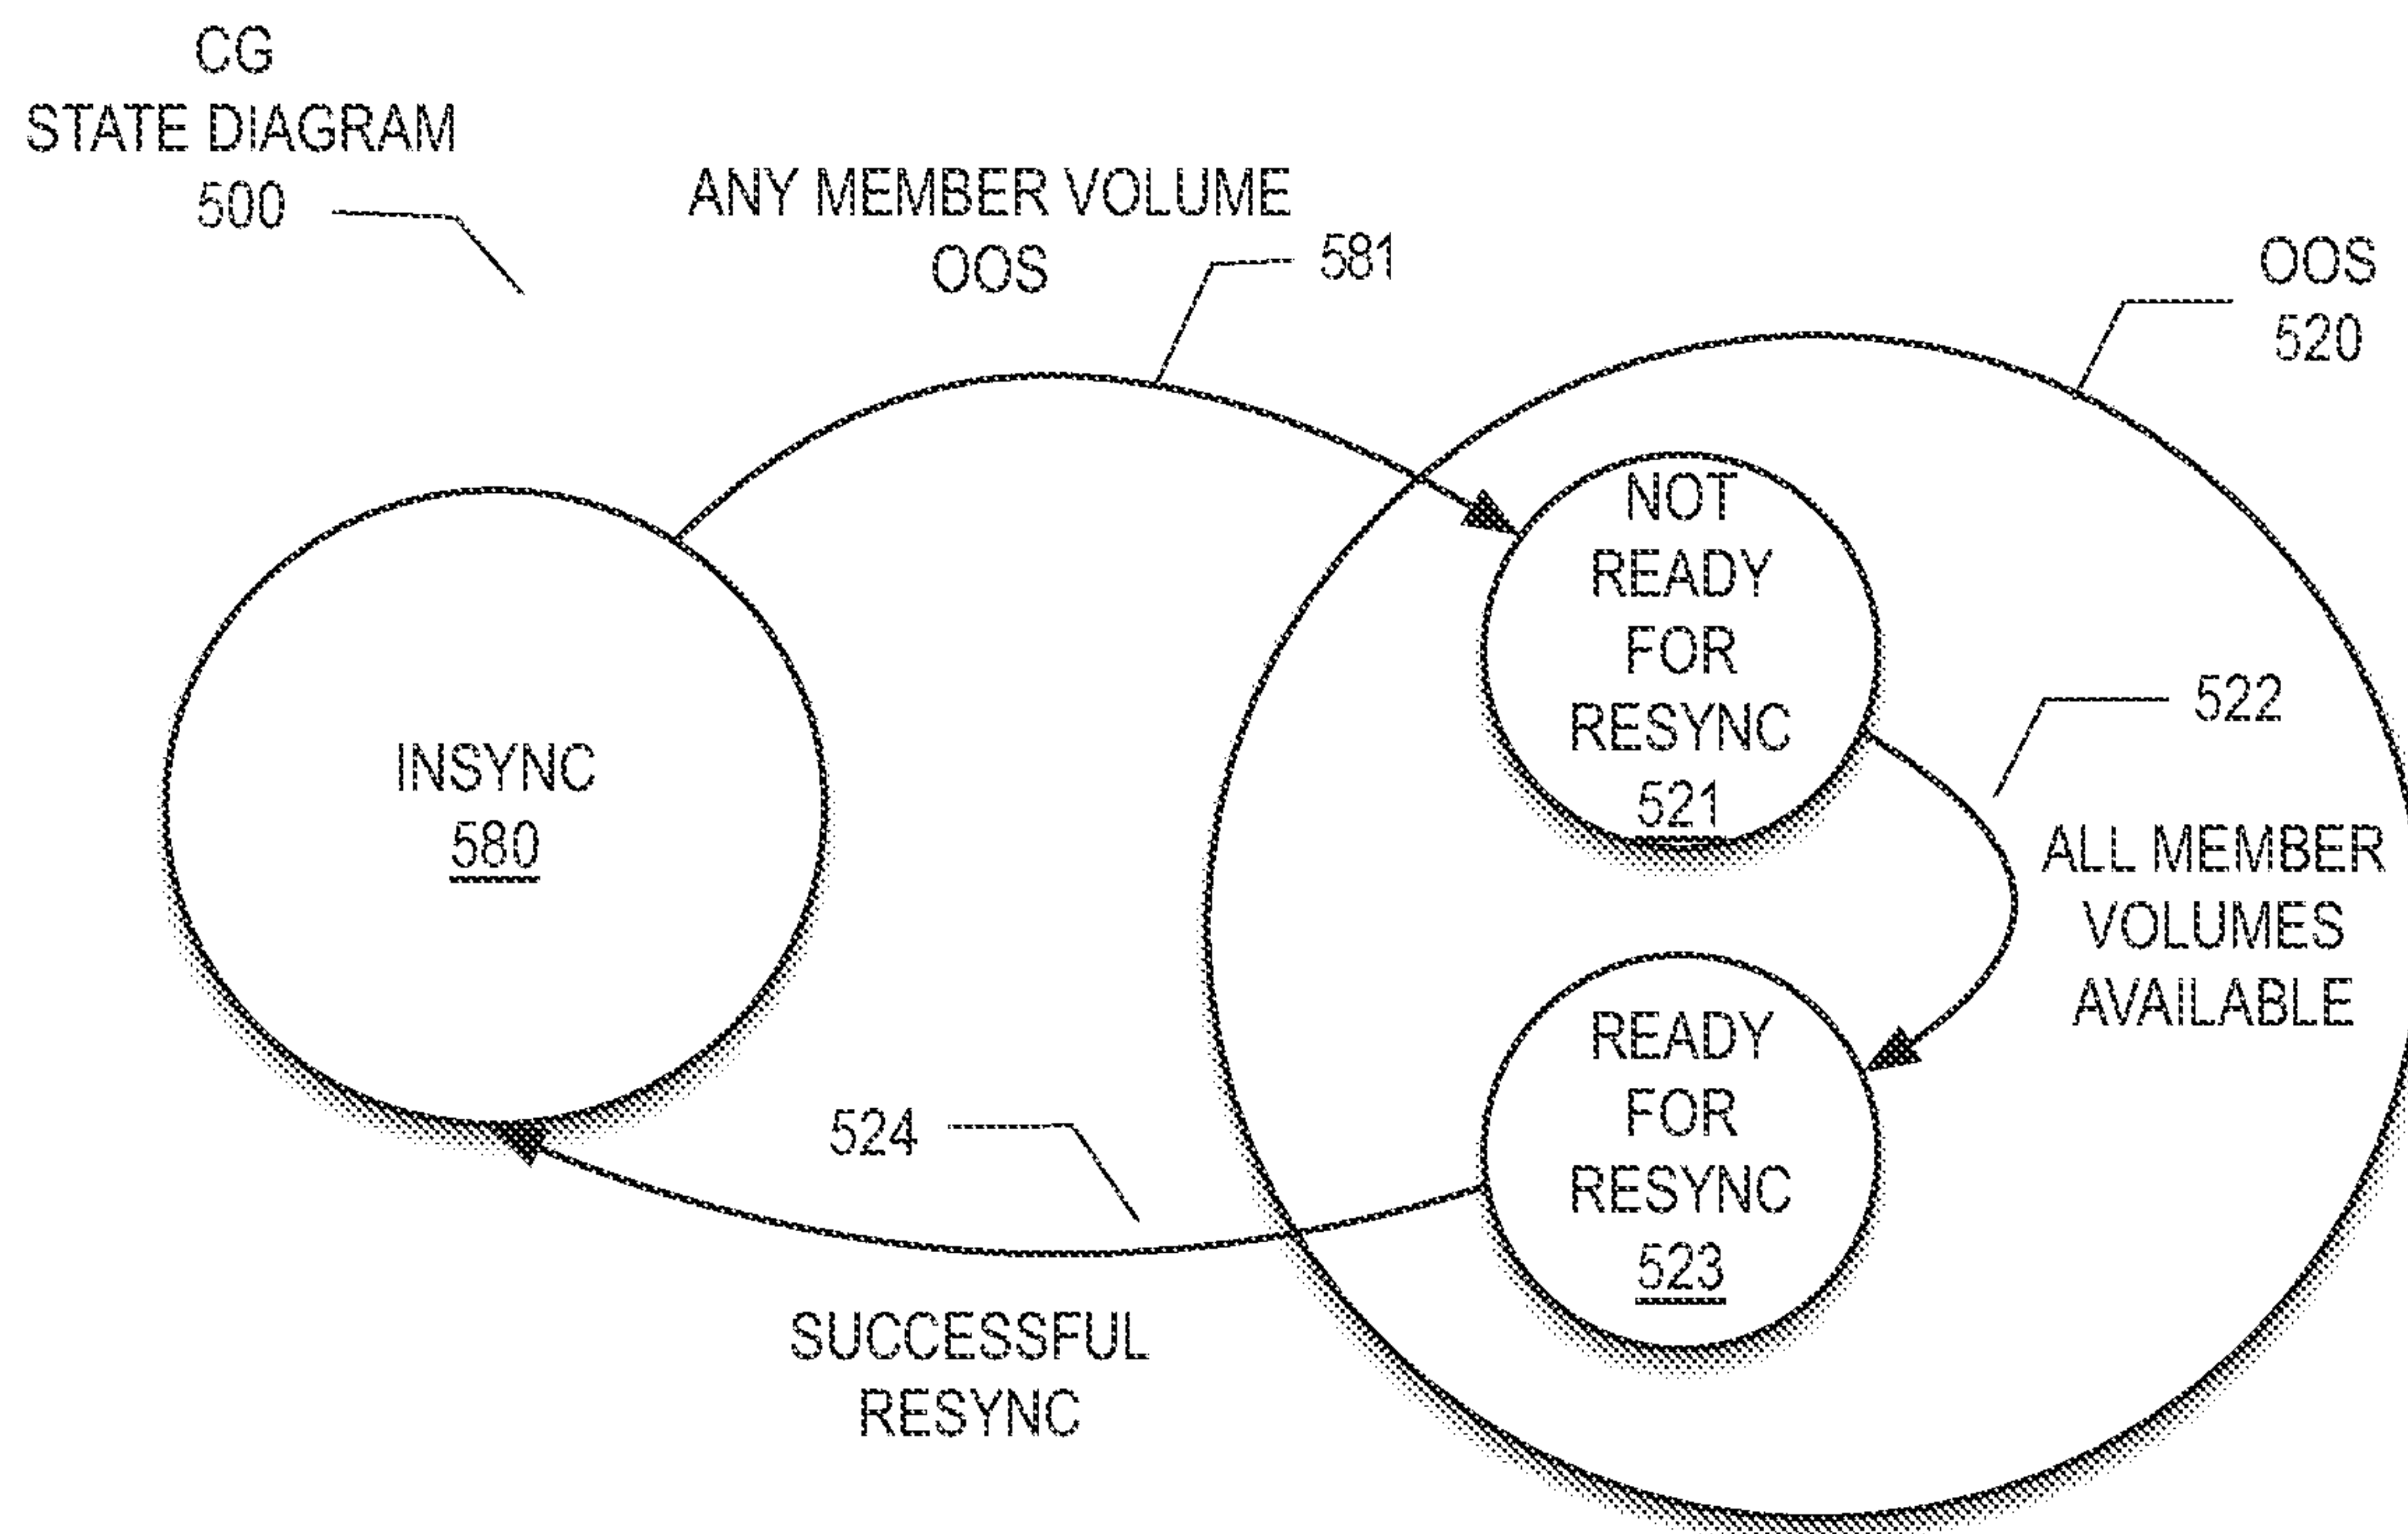 CG
STATE DIAGRAM
500
ANY MEMBER VOLUME
OOS
581
OOS
520
NOT
READY
FOR
RESYNC
521
522
INSYNC
580
ALL MEMBER
VOLUMES
AVAILABLE
READY
FOR
RESYNC
523
524
SUCCESSFUL
RESYNC